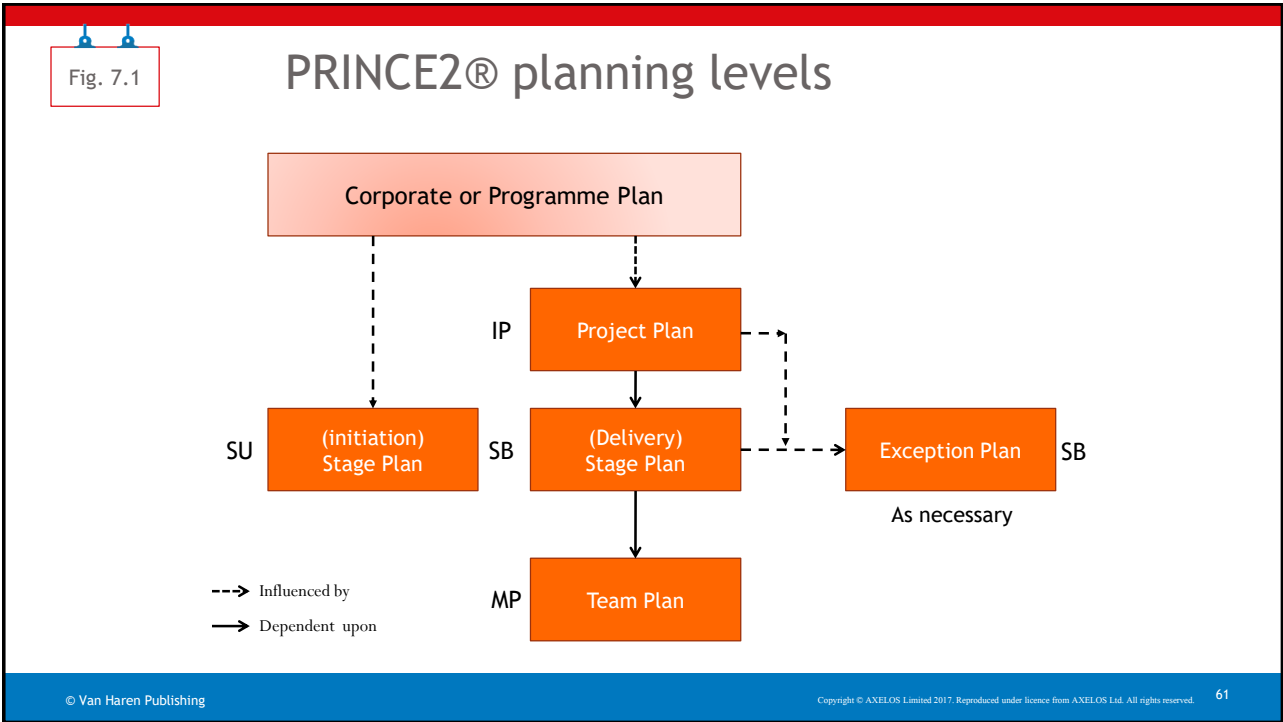 Fig. 7.1
PRINCE2® planning levels
Corporate or Programme Plan
IP
Project Plan
SU
(initiation)
Stage Plan
SB
(Delivery)
Stage Plan
Exception Plan
SB
As necessary
MP
Team Plan
Influenced by
Dependent upon
© Van Haren Publishing
Copyright © AXELOS Limited 2017. Reproduced under licence from AXELOS Ltd. All rights reserved.
61